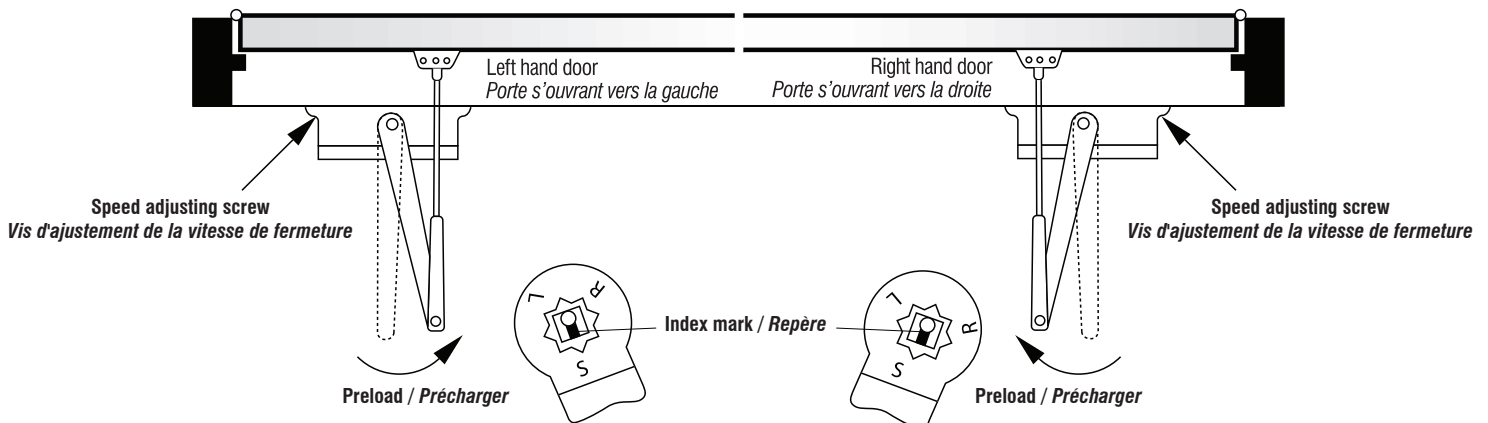 Left hand door
Porte s'ouvrant vers la gauche
Right hand door
Porte s'ouvrant vers la droite
Speed adjusting screw
Vis d'ajustement de la vitesse de fermeture
Speed adjusting screw
Vis d'ajustement de la vitesse de fermeture
L
R
S
Index mark / Repère
L
R
S
Preload / Précharger
Preload / Précharger